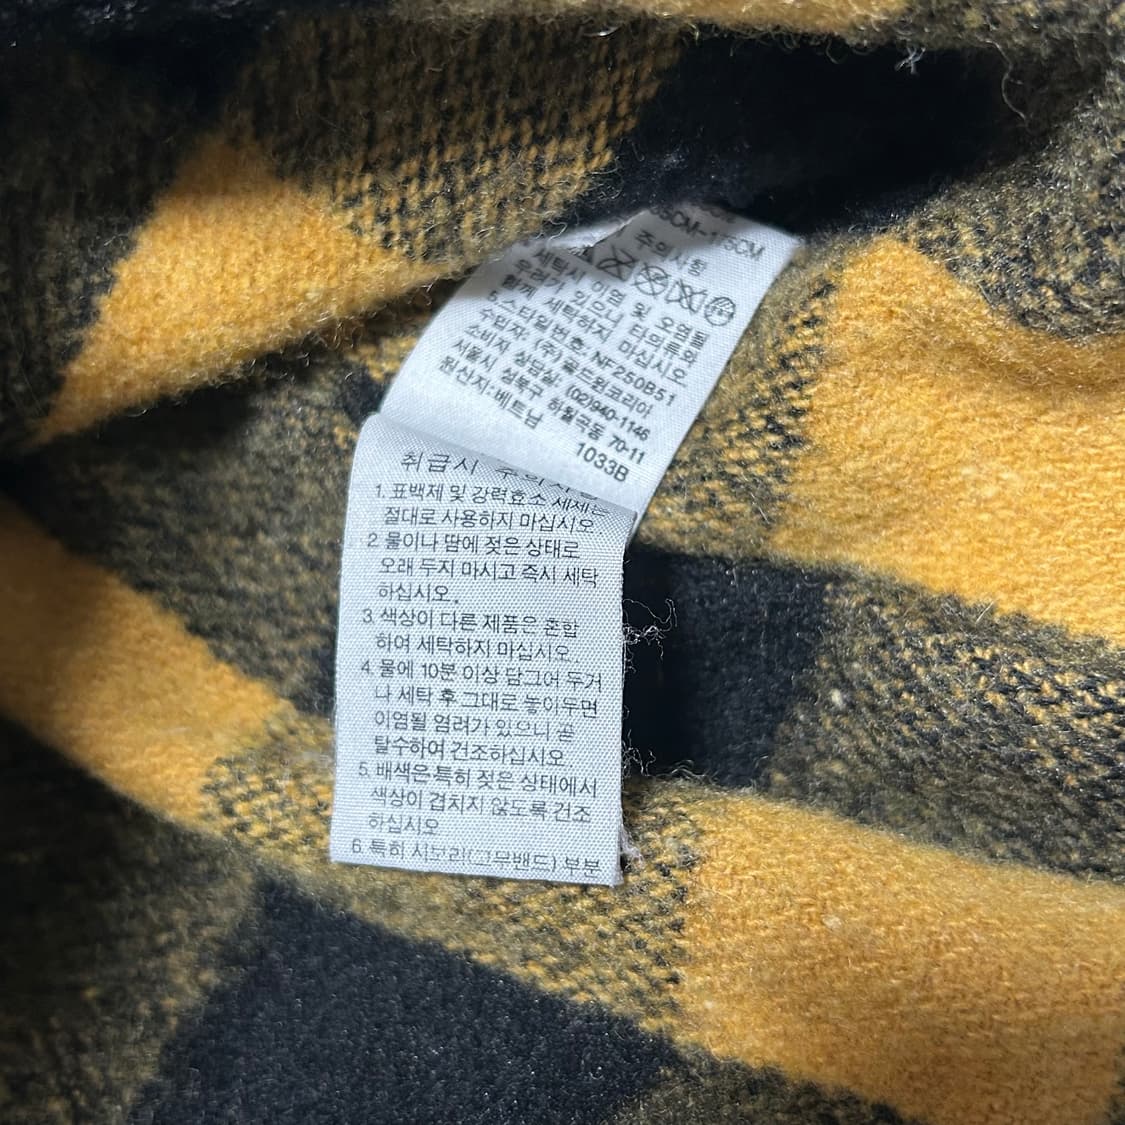 5CM~175CM
주의사항
세탁시 이염 및 오염될
우려가 있으니 타의류와
함께 세탁하지 마십시오
5.스타일번호: NF250B51
수입자: (주)골드윈코리아
소비자 상담실: (02)940-1146
서울시 성북구 하월곡동 70-11
원산지:베트남
1033B
취급시
1. 표백제 및 강력효소 세제는
절대로 사용하지 마십시오
2 물이나 땀에 젖은 상태로
오래 두지 마시고 즉시 세탁
하십시오.
3. 색상이 다른 제품은 혼합
하여 세탁하지 마십시오.
4. 물에 10분 이상 담그어 두거
나 세탁 후 그대로 놓아두면
이염될 염려가 있으니 곧
탈수하여 건조하십시오
5. 배색은 특히 젖은 상태에서
색상이 겹치지 않도록 건조
하십시오
6. 특히 시보리(고무밴드) 부분